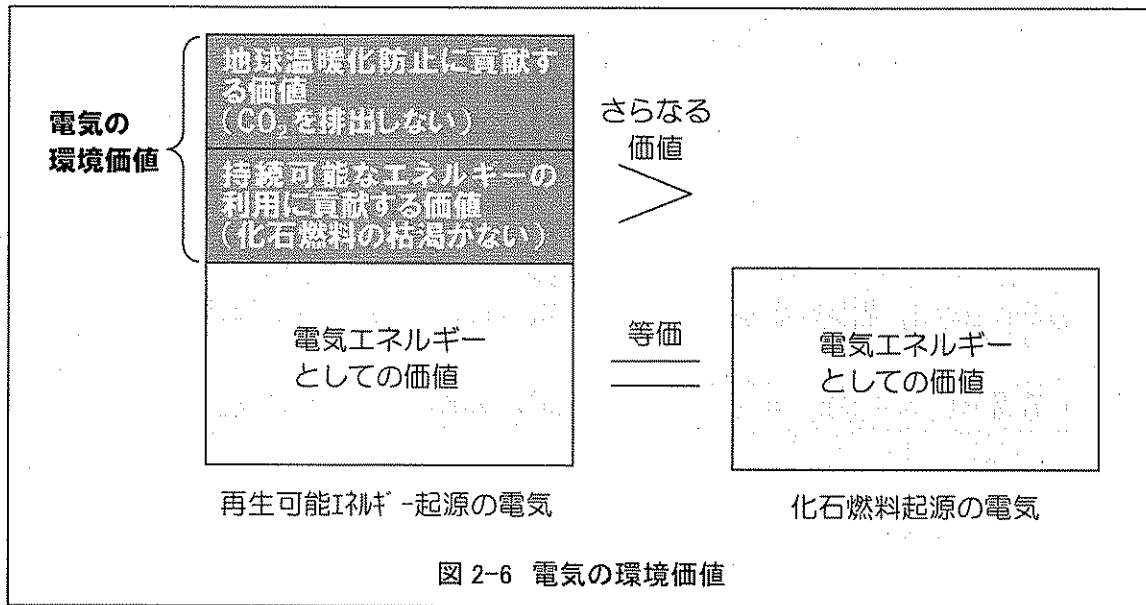 地球温暖化防止に貢献す
る価値
(CO₂を排出しない)
電気の
環境価値
持続可能なエネルギーの
利用に貢献する価値
(化石燃料の枯渇がない)
さらなる
価値
電気エネルギー
としての価値
等価
電気エネルギー
としての価値
再生可能ｴﾈﾙｷﾞｰ起源の電気
化石燃料起源の電気
図 2-6 電気の環境価値